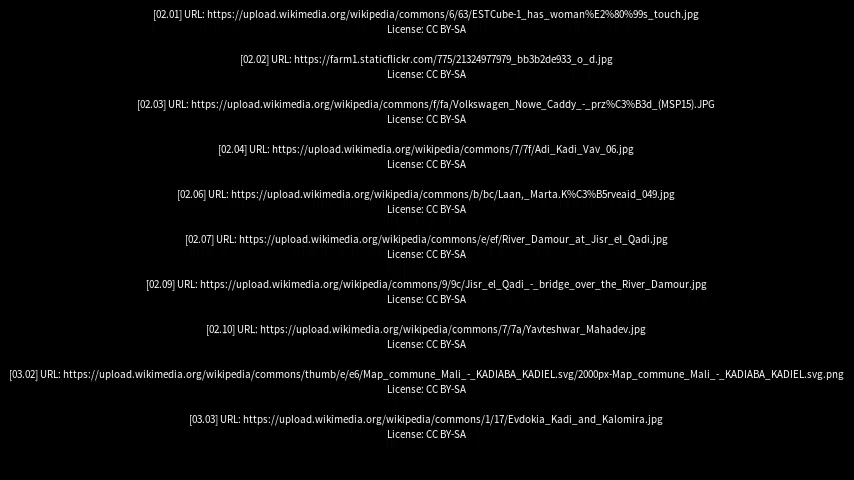 [02.01] URL: https://upload.wikimedia.org/wikipedia/commons/6/63/ESTCube-1_has_woman%E2%80%99s_touch.jpg
License: CC BY-SA
[02.02] URL: https://farm1.staticflickr.com/775/21324977979_bb3b2de933_o_d.jpg
License: CC BY-SA
[02.03] URL: https://upload.wikimedia.org/wikipedia/commons/f/fa/Volkswagen_Nowe_Caddy_-_prz%C3%B3d_(MSP15).JPG
License: CC BY-SA
[02.04] URL: https://upload.wikimedia.org/wikipedia/commons/7/7f/Adi_Kadi_Vav_06.jpg
License: CC BY-SA
[02.06] URL: https://upload.wikimedia.org/wikipedia/commons/b/bc/Laan,_Marta.K%C3%B5rveaid_049.jpg
License: CC BY-SA
[02.07] URL: https://upload.wikimedia.org/wikipedia/commons/e/ef/River_Damour_at_Jisr_el_Qadi.jpg
License: CC BY-SA
[02.09] URL: https://upload.wikimedia.org/wikipedia/commons/9/9c/Jisr_el_Qadi_-_bridge_over_the_River_Damour.jpg
License: CC BY-SA
[02.10] URL: https://upload.wikimedia.org/wikipedia/commons/7/7a/Yavteshwar_Mahadev.jpg
License: CC BY-SA
[03.02] URL: https://upload.wikimedia.org/wikipedia/commons/thumb/e/e6/Map_commune_Mali_-_KADIABA_KADIEL.svg/2000px-Map_commune_Mali_-_KADIABA_KADIEL.svg.png
License: CC BY-SA
[03.03] URL: https://upload.wikimedia.org/wikipedia/commons/1/17/Evdokia_Kadi_and_Kalomira.jpg
License: CC BY-SA